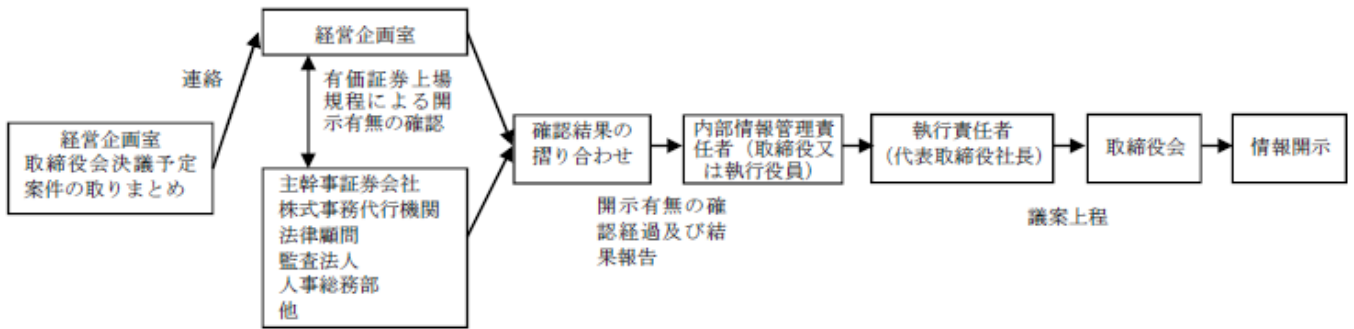 経営企画室
連絡
有価証券上場
規程による開
示有無の確認
経営企画室
取締役会決議予定
案件の取りまとめ
主幹事証券会社
株式事務代行機関
法律顧問
監査法人
人事総務部
他
確認結果の
摺り合わせ
内部情報管理責
任者（取締役又
は執行役員）
開示有無の確
認経過及び結
果報告
執行責任者
（代表取締役社長）
議案上程
取締役会
情報開示